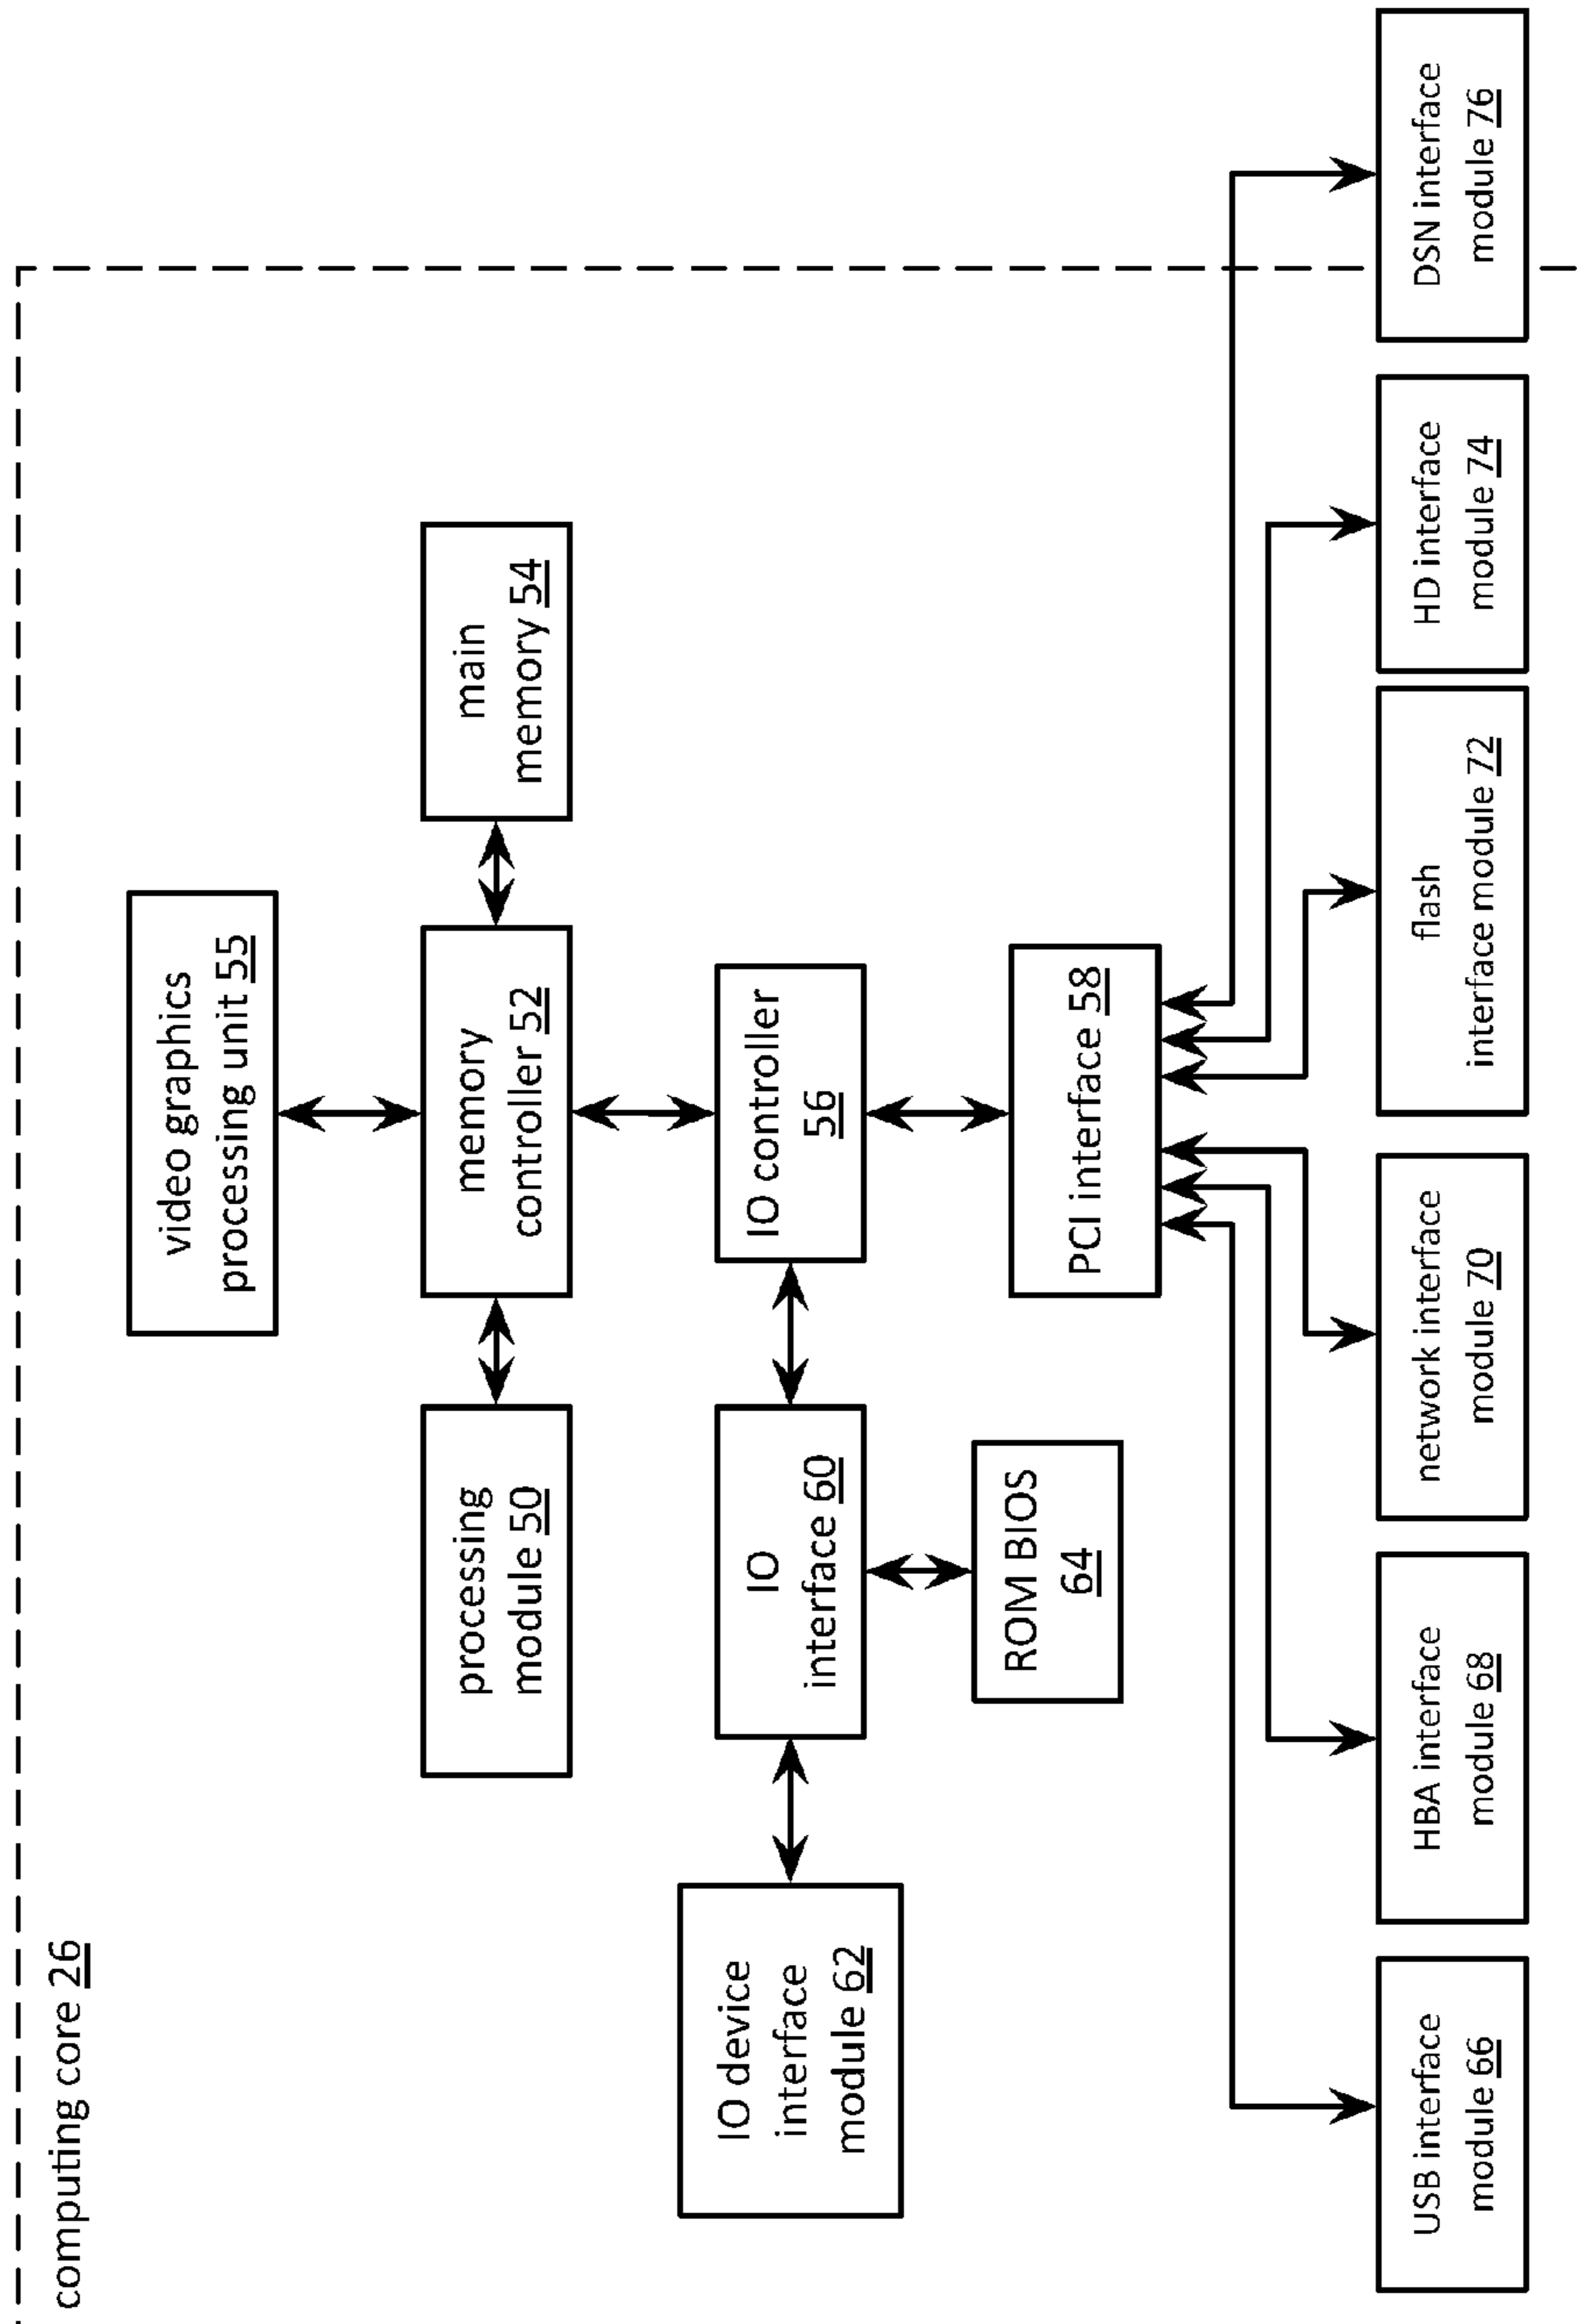 computing core 26
video graphics
processing unit 55
processing
module 50
memory
controller 52
main
memory 54
IO device
interface
module 62
IO
interface 60
IO controller
56
ROM BIOS
64
PCI interface 58
USB interface
module 66
HBA interface
module 68
network interface
module 70
flash
interface module 72
HD interface
module 74
DSN interface
module 76